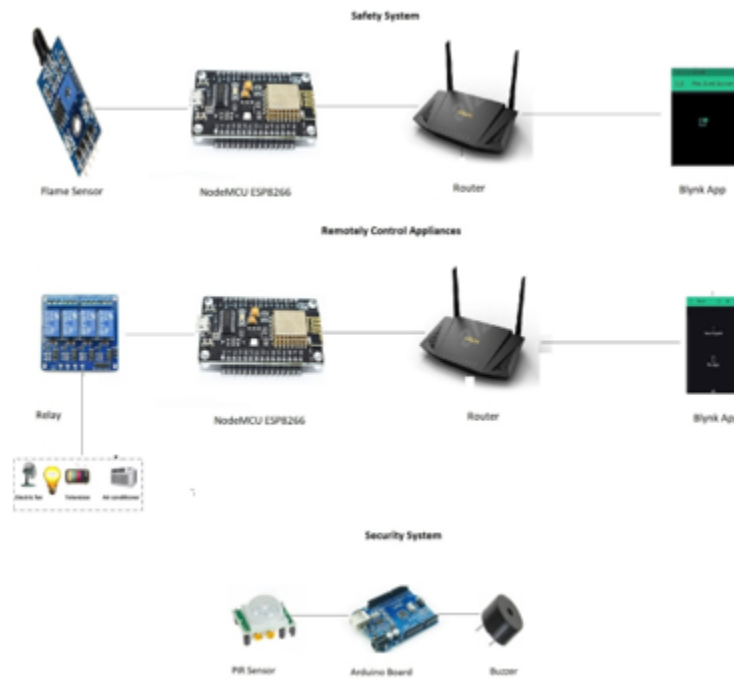 Safety System
Flame Sensor
NodeMCU ESP8266
Router
Blynk App
Remotely Control Appliances
Relay
NodeMCU ESP8266
Router
Blynk Ap
Electric fan
Television
Air conditioner
Security System
PIR Sensor
Arduino Board
Buzzer